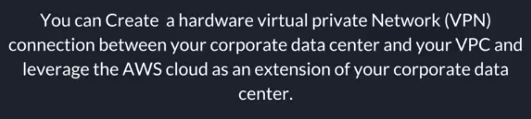 You can Create a hardware virtual private Network (VPN)
connection between your corporate data center and your VPC and
leverage the AWS cloud as an extension of your corporate data
center.